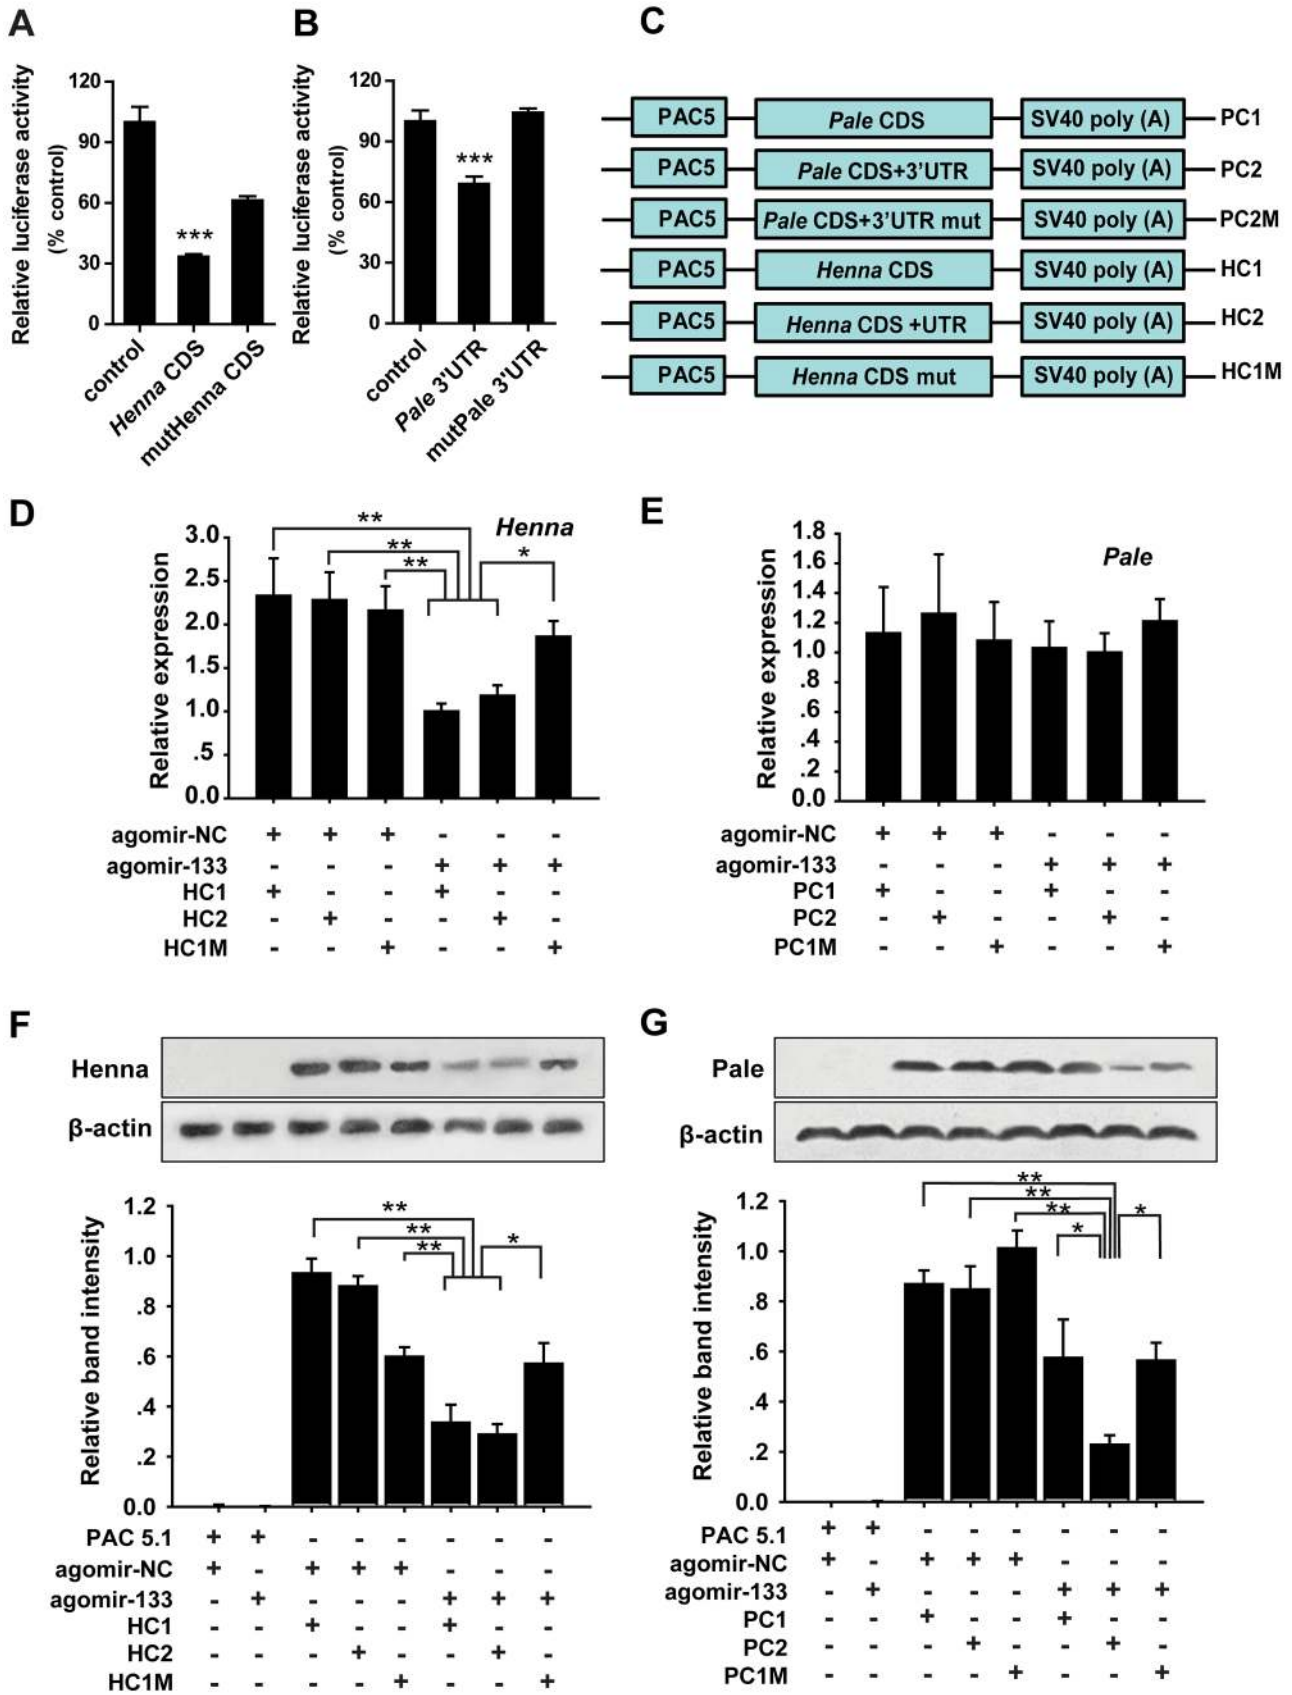 A
Relative luciferase activity
(% control)
120
90
60
30
0
***
control
Henna CDS
mutHenna CDS
B
Relative luciferase activity
(% control)
120
90
60
30
0
***
control
Pale 3'UTR
mutPale 3'UTR
C
PAC5 Pale CDS SV40 poly (A) PC1
PAC5 Pale CDS+3'UTR SV40 poly (A) PC2
PAC5 Pale CDS+3'UTR mut SV40 poly (A) PC2M
PAC5 Henna CDS SV40 poly (A) HC1
PAC5 Henna CDS +UTR SV40 poly (A) HC2
PAC5 Henna CDS mut SV40 poly (A) HC1M
D
Henna
Relative expression
3.0
2.5
2.0
1.5
1.0
.5
0.0
**
**
**
*
agomir-NC + + + - - -
agomir-133 - - - + + +
HC1 + - - + - -
HC2 - + - - + -
HC1M - - + - - +
E
Pale
Relative expression
1.8
1.6
1.4
1.2
1.0
.8
.6
.4
.2
0.0
agomir-NC + + + - - -
agomir-133 - - - + + +
PC1 + - - + - -
PC2 - + - - + -
PC1M - - + - - +
F
Henna
β-actin
Relative band intensity
1.2
1.0
.8
.6
.4
.2
0.0
**
**
**
*
PAC 5.1 + + - - - - - -
agomir-NC + - + + + - - -
agomir-133 - + - - - + + +
HC1 - - + - - + - -
HC2 - - - + - - + -
HC1M - - - - + - - +
G
Pale
β-actin
Relative band intensity
1.2
1.0
.8
.6
.4
.2
0.0
**
**
**
*
*
PAC 5.1 + + - - - - - -
agomir-NC + - + + + - - -
agomir-133 - + - - - + + +
PC1 - - + - - + - -
PC2 - - - + - - + -
PC1M - - - - + - - +